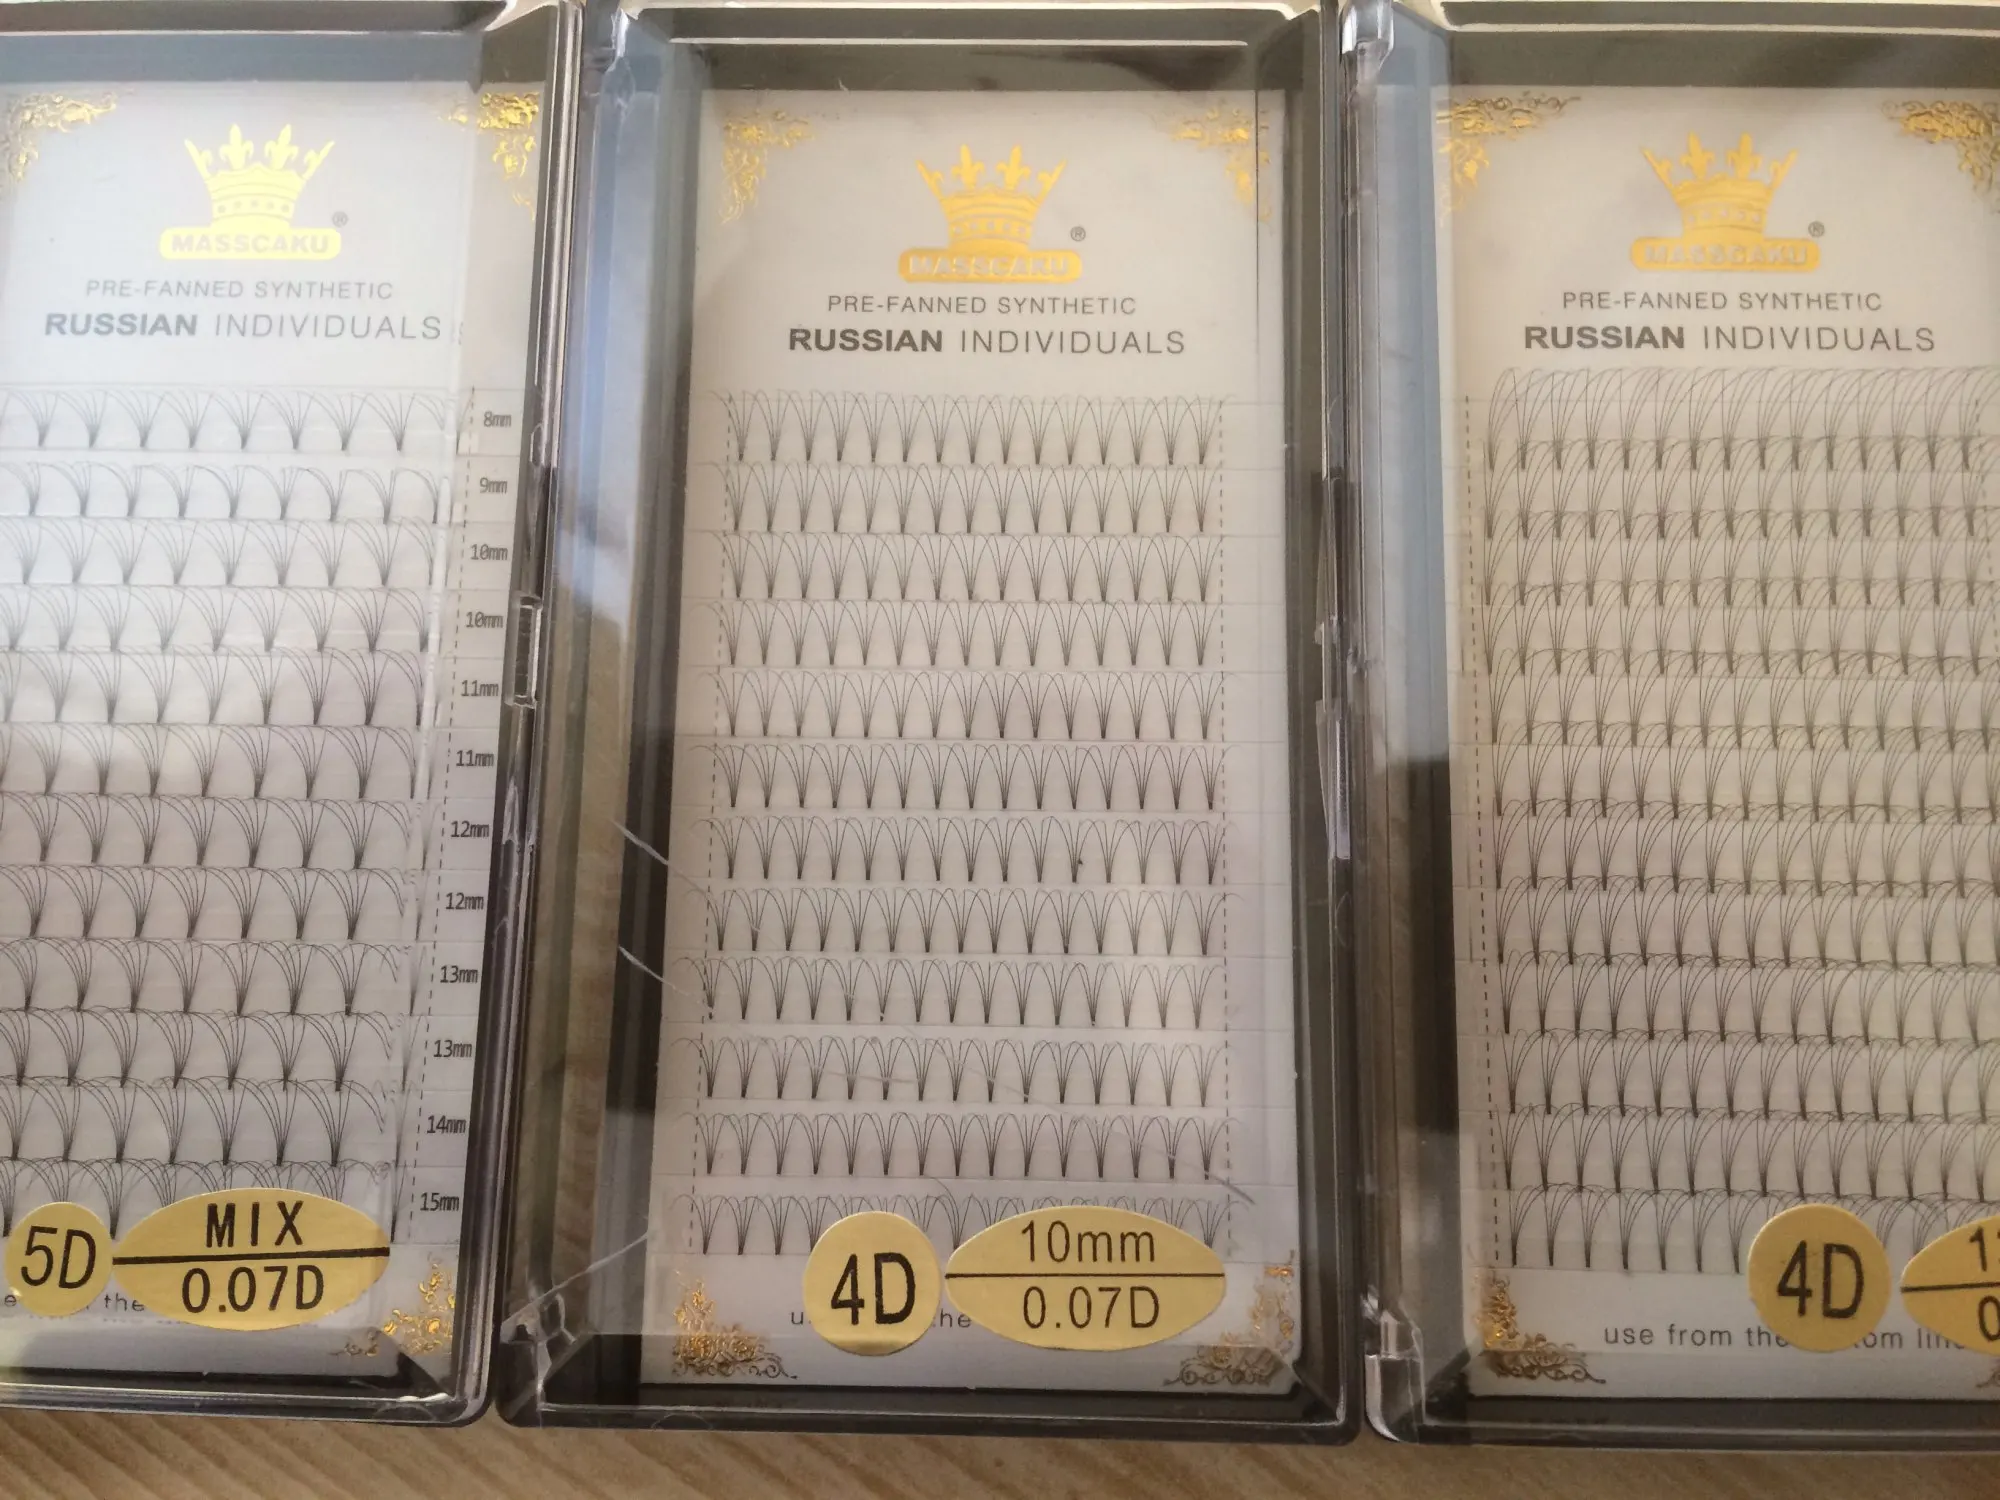 MASSCAKU
®
PRE-FANNED SYNTHETIC
RUSSIAN INDIVIDUALS
8mm
9mm
10mm
10mm
11mm
11mm
12mm
12mm
13mm
13mm
14mm
15mm
5D
MIX
0.07D
the
MASSCAKU
®
PRE-FANNED SYNTHETIC
RUSSIAN INDIVIDUALS
4D
10mm
0.07D
MASSCAKU
®
PRE-FANNED SYNTHETIC
RUSSIAN INDIVIDUALS
4D
use from the